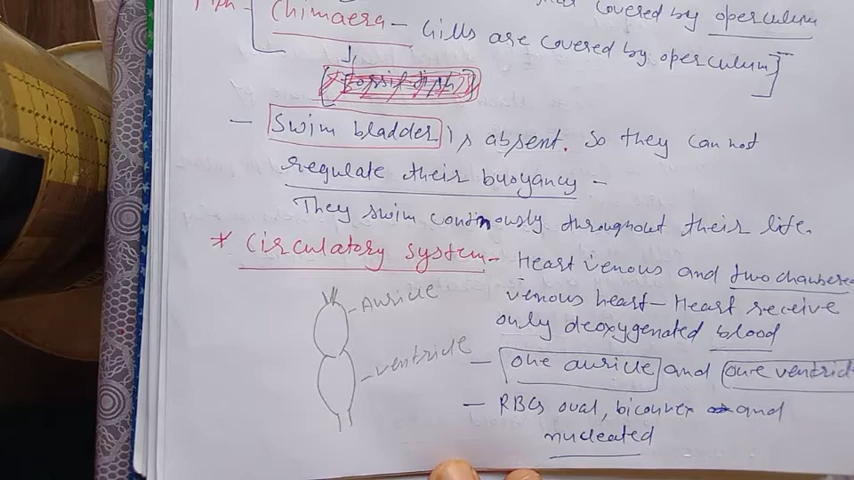 covered by operculum
Chimaera - Gills are covered by operculum]
- Swim bladder is absent. So they can not
regulate their buoyancy -
They swim continously throughout their life.
* Circulatory system - Heart venous and two chambered
venous heart - Heart receive
only deoxygenated blood
Auricle
ventricle
- one auricle and one ventricle
- RBCs oval, biconvex and
nucleated